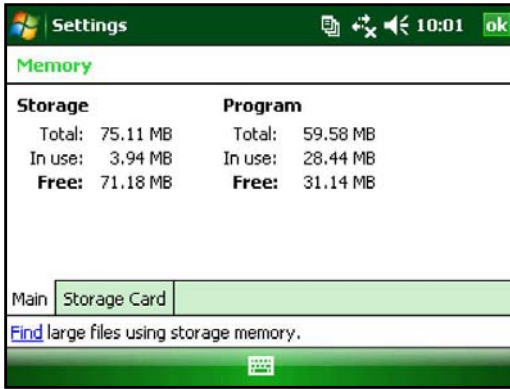 Settings 10:01 ok
Memory
Storage Program
Total: 75.11 MB Total: 59.58 MB
In use: 3.94 MB In use: 28.44 MB
Free: 71.18 MB Free: 31.14 MB
Main Storage Card
Find large files using storage memory.